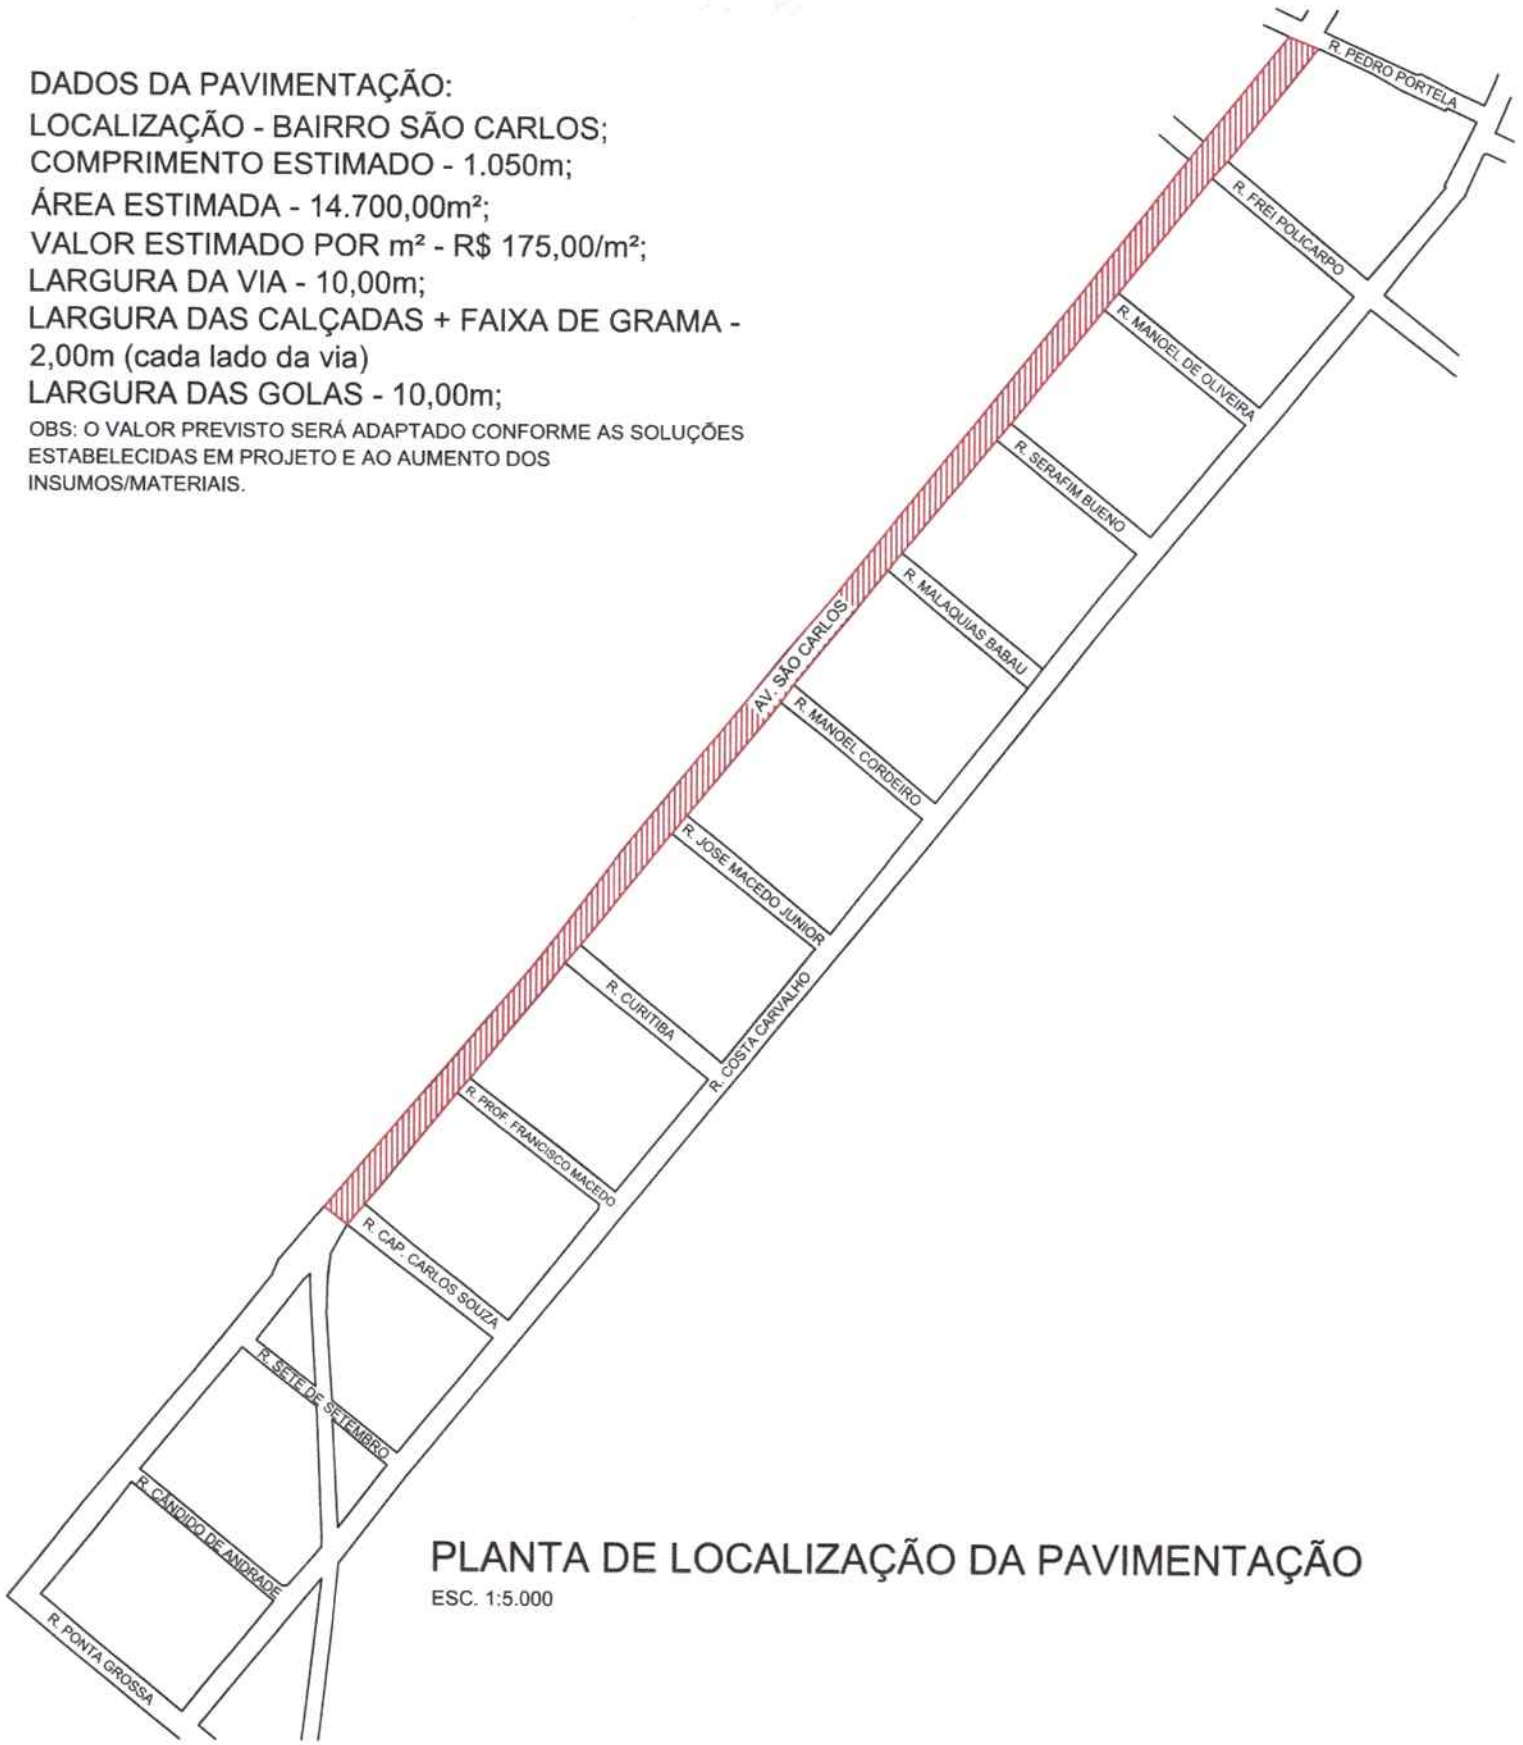 DADOS DA PAVIMENTAÇÃO:
LOCALIZAÇÃO - BAIRRO SÃO CARLOS;
COMPRIMENTO ESTIMADO - 1.050m;
ÁREA ESTIMADA - 14.700,00m²;
VALOR ESTIMADO POR m² - R$ 175,00/m²;
LARGURA DA VIA - 10,00m;
LARGURA DAS CALÇADAS + FAIXA DE GRAMA -
2,00m (cada lado da via)
LARGURA DAS GOLAS - 10,00m;
OBS: O VALOR PREVISTO SERÁ ADAPTADO CONFORME AS SOLUÇÕES
ESTABELECIDAS EM PROJETO E AO AUMENTO DOS
INSUMOS/MATERIAIS.
R. PEDRO PORTELA
R. FREI POLICARPO
R. MANOEL DE OLIVEIRA
R. SERAFIM BUENO
R. MALAQUIAS BABAU
AV. SÃO CARLOS
R. MANOEL CORDEIRO
R. JOSE MACEDO JUNIOR
R. CURITIBA
R. COSTA CARVALHO
R. PROF. FRANCISCO MACEDO
R. CAP. CARLOS SOUZA
R. SETE DE SETEMBRO
R. CÂNDIDO DE ANDRADE
R. PONTA GROSSA
PLANTA DE LOCALIZAÇÃO DA PAVIMENTAÇÃO
ESC. 1:5.000